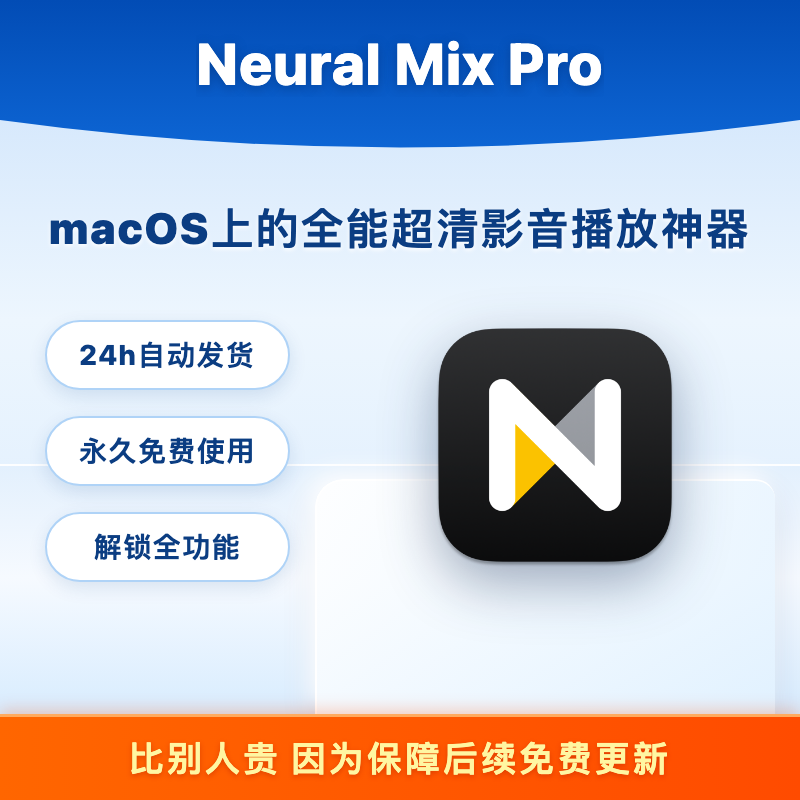 Neural Mix Pro
macOS上的全能超清影音播放神器
24h自动发货
永久免费使用
解锁全功能
比别人贵 因为保障后续免费更新